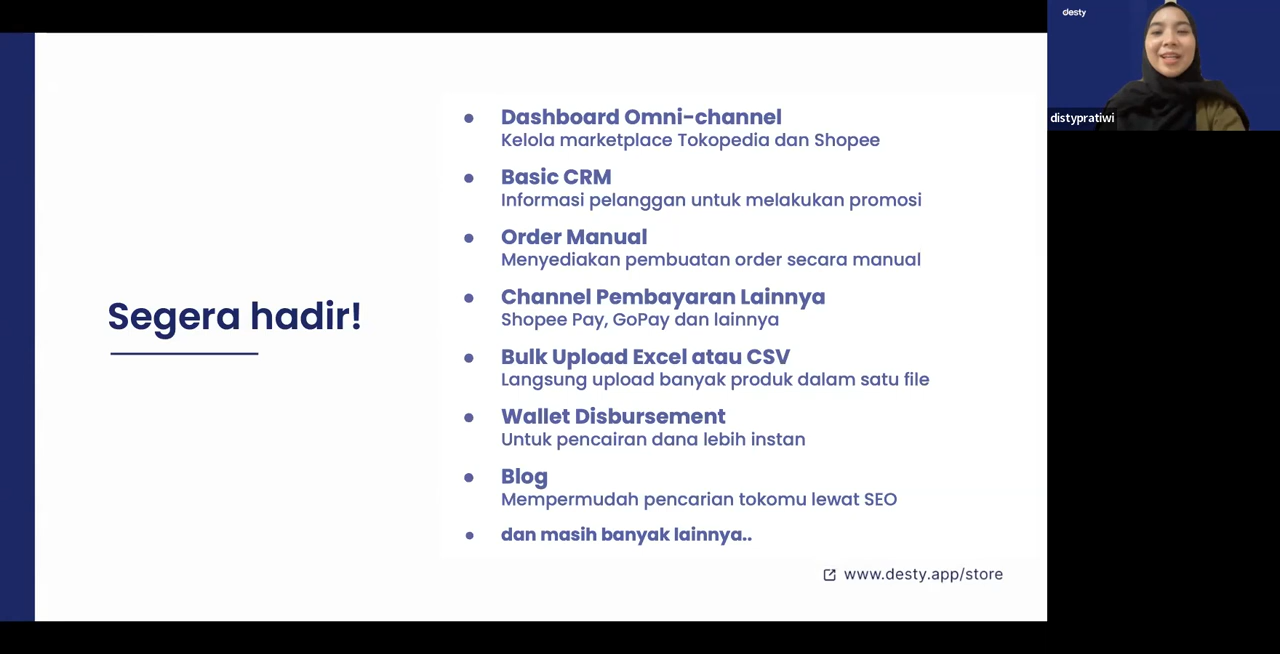 Segera hadir!
Dashboard Omni-channel
Kelola marketplace Tokopedia dan Shopee
Basic CRM
Informasi pelanggan untuk melakukan promosi
Order Manual
Menyediakan pembuatan order secara manual
Channel Pembayaran Lainnya
Shopee Pay, GoPay dan lainnya
Bulk Upload Excel atau CSV
Langsung upload banyak produk dalam satu file
Wallet Disbursement
Untuk pencairan dana lebih instan
Blog
Mempermudah pencarian tokomu lewat SEO
dan masih banyak lainnya..
www.desty.app/store
desty
distypratiwi